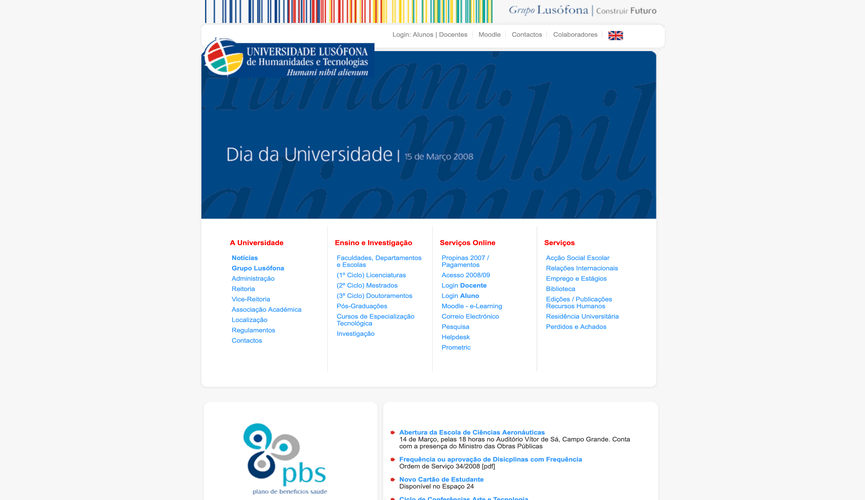 Grupo Lusófona | Construir Futuro
Login: Alunos | Docentes
Moodle
Contactos
Colaboradores
UNIVERSIDADE LUSÓFONA
de Humanidades e Tecnologias
Humani nihil alienum
Humani
nihil
alienum
Dia da Universidade | 15 de Março 2008
A Universidade
Noticias
Grupo Lusófona
Administração
Reitoria
Vice-Reitoria
Associação Académica
Localização
Regulamentos
Contactos
Ensino e Investigação
Faculdades, Departamentos
e Escolas
(1º Ciclo) Licenciaturas
(2º Ciclo) Mestrados
(3º Ciclo) Doutoramentos
Pós-Graduações
Cursos de Especialização
Tecnológica
Investigação
Serviços Online
Propinas 2007 /
Pagamentos
Acesso 2008/09
Login Docente
Login Aluno
Moodle - e-Learning
Correio Electrónico
Pesquisa
Helpdesk
Prometric
Serviços
Acção Social Escolar
Relações Internacionais
Emprego e Estágios
Biblioteca
Edições / Publicações
Recursos Humanos
Residência Universitária
Perdidos e Achados
pbs
plano de benefícios saúde
Abertura da Escola de Ciências Aeronáuticas
14 de Março, pelas 18 horas no Auditório Vítor de Sá, Campo Grande. Conta
com a presença do Ministro das Obras Públicas
Frequência ou aprovação de Disicplinas com Frequência
Ordem de Serviço 34/2008 [pdf]
Novo Cartão de Estudante
Disponível no Espaço 24
Ciclo de Conferências Arte e Tecnologia